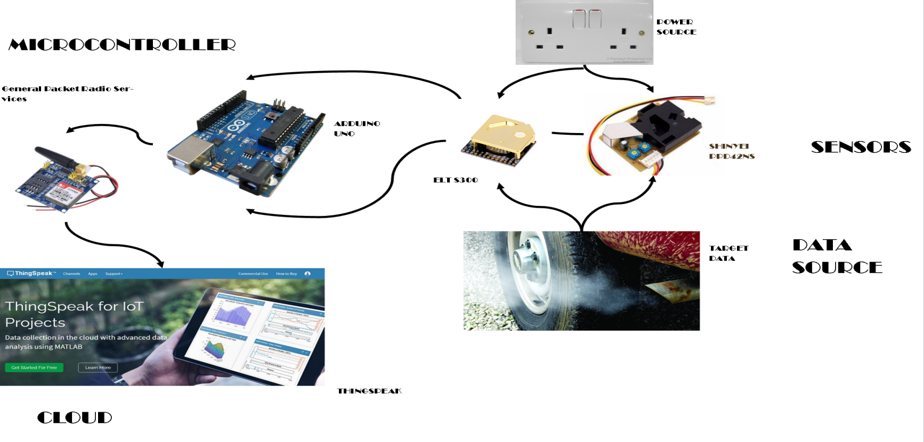 MICROCONTROLLER
POWER
SOURCE
General Packet Radio Ser-
vices
ARDUINO
UNO
SHINYEI
PPD42NS
SENSORS
ELT S300
TARGET
DATA
DATA
SOURCE
ThingSpeak™ Channels Apps Support Commercial Use How to Buy
ThingSpeak for IoT
Projects
Data collection in the cloud with advanced data
analysis using MATLAB
Get Started For Free Learn More
THINGSPEAK
CLOUD